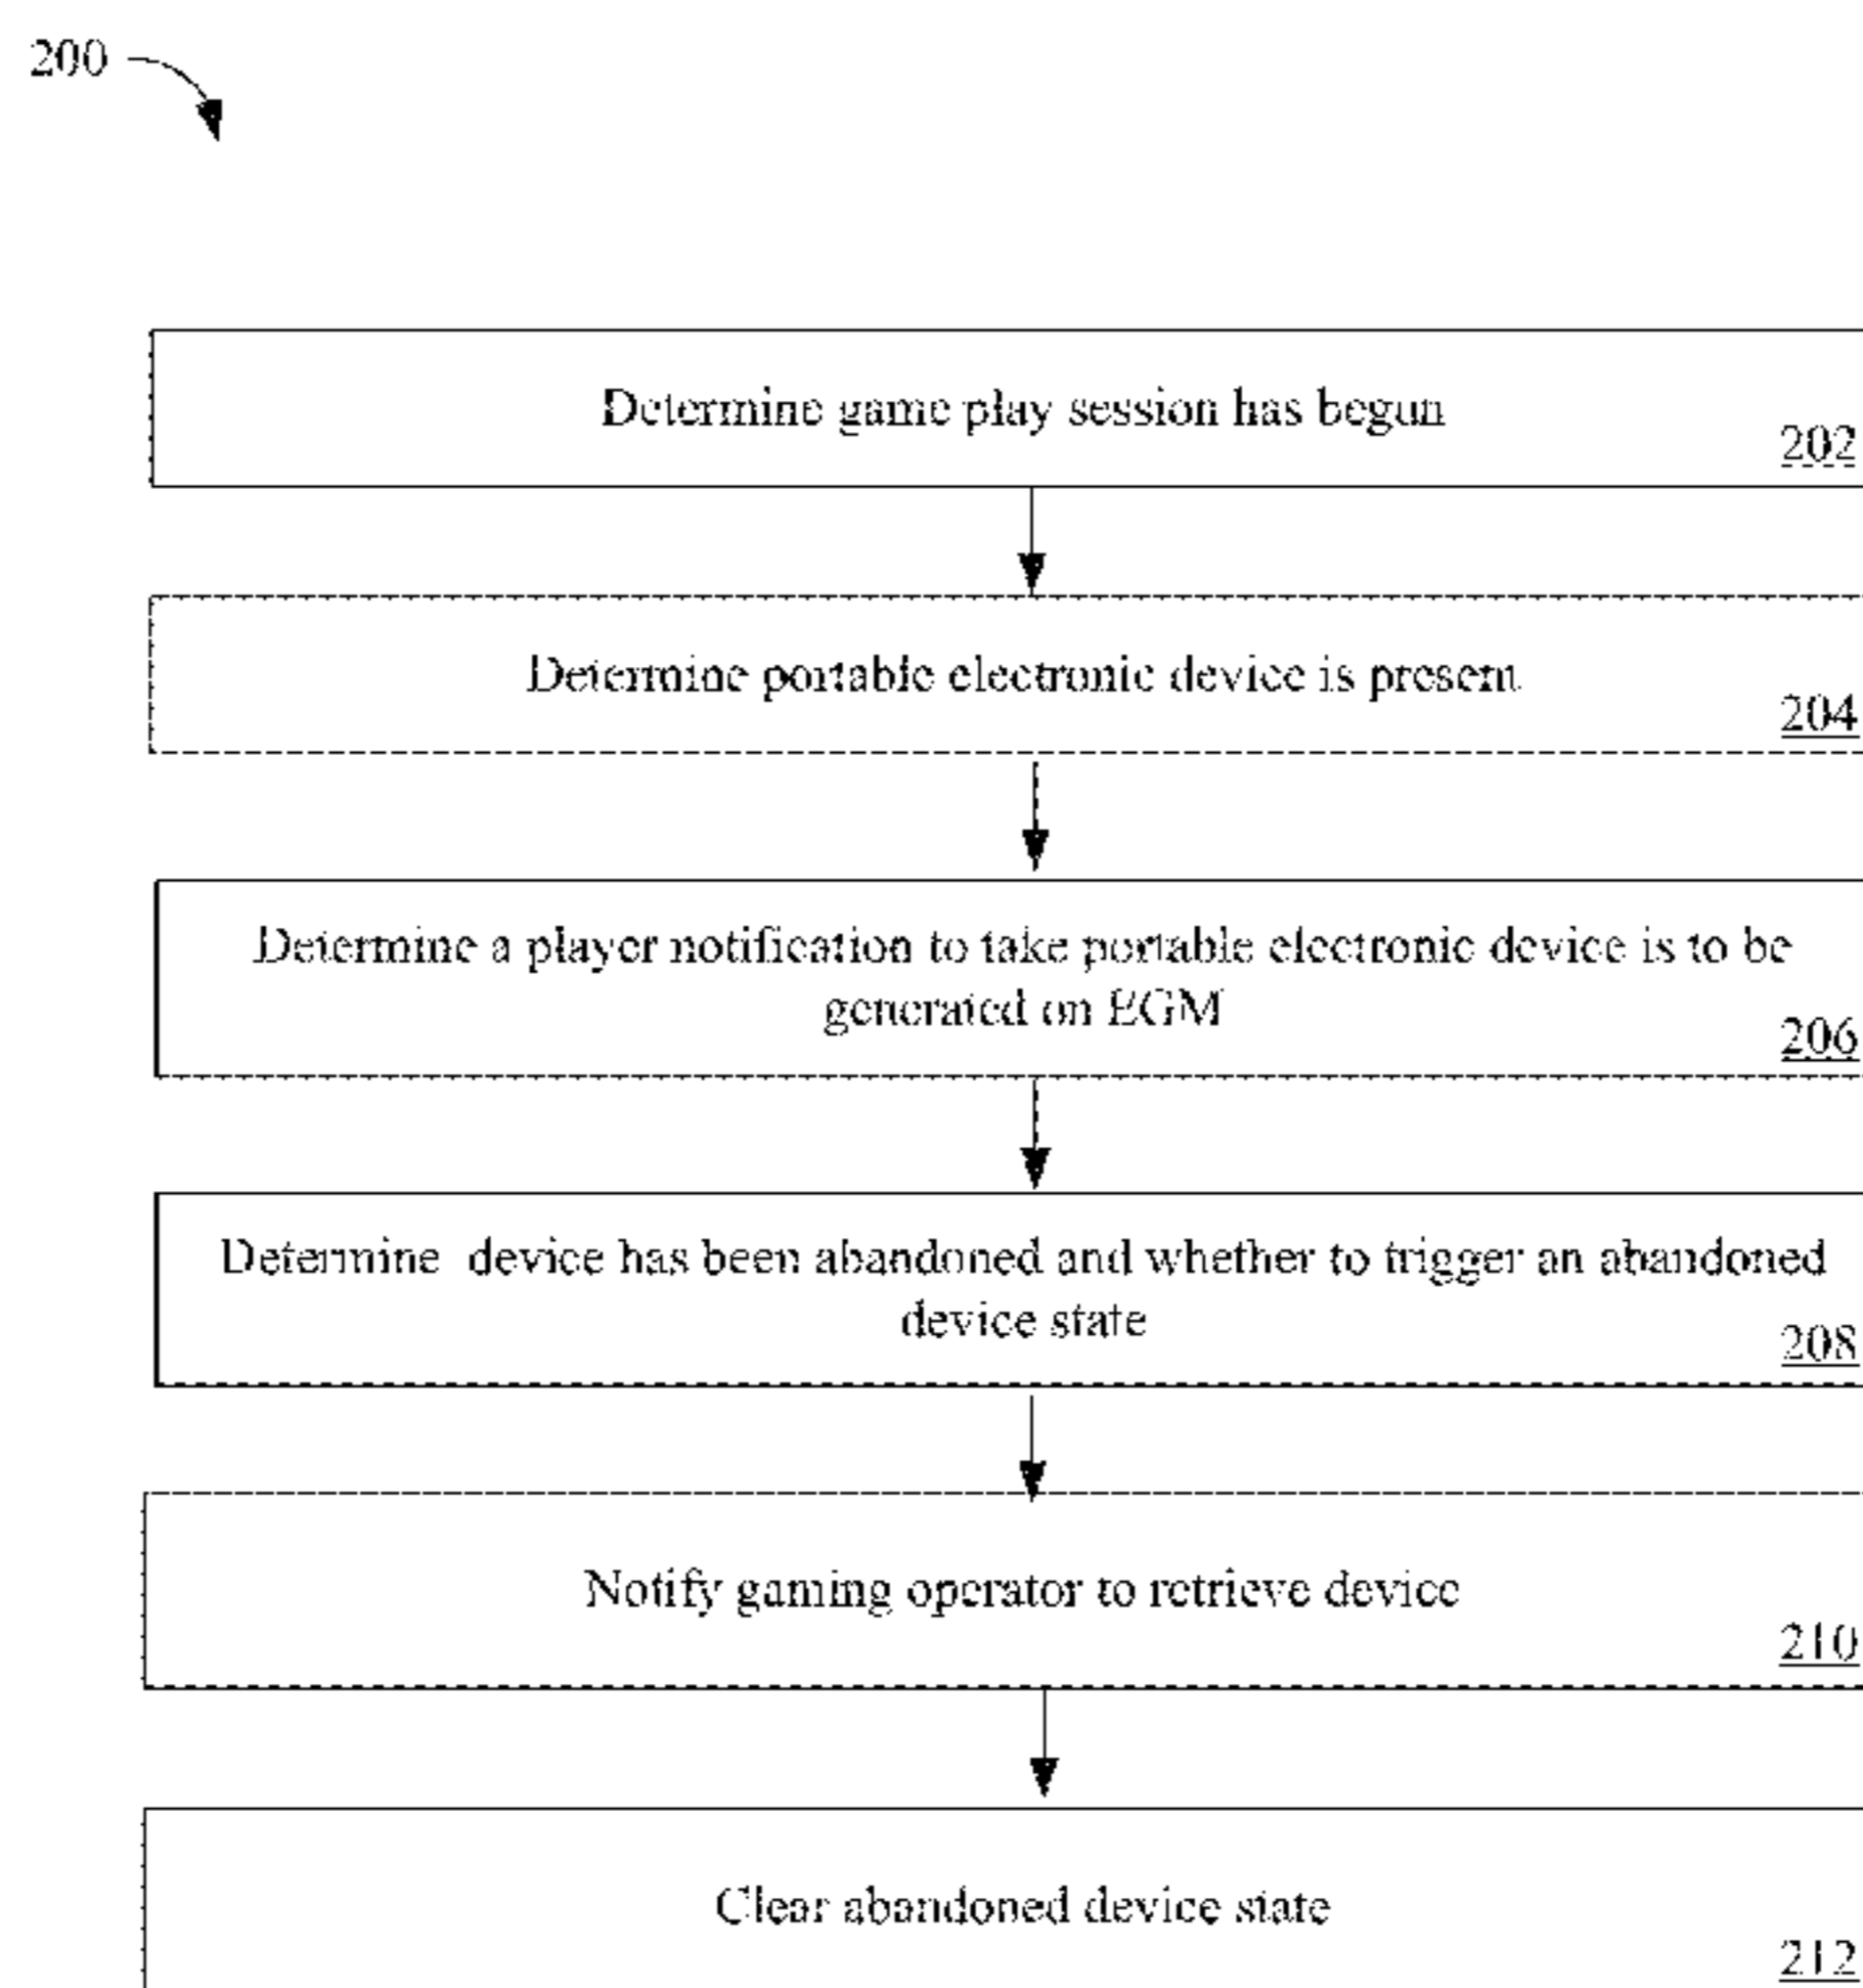 200
Determine game play session has begun
202
Determine portable electronic device is present
204
Determine a player notification to take portable electronic device is to be
generated on EGM
206
Determine device has been abandoned and whether to trigger an abandoned
device state
208
Notify gaming operator to retrieve device
210
Clear abandoned device state
212